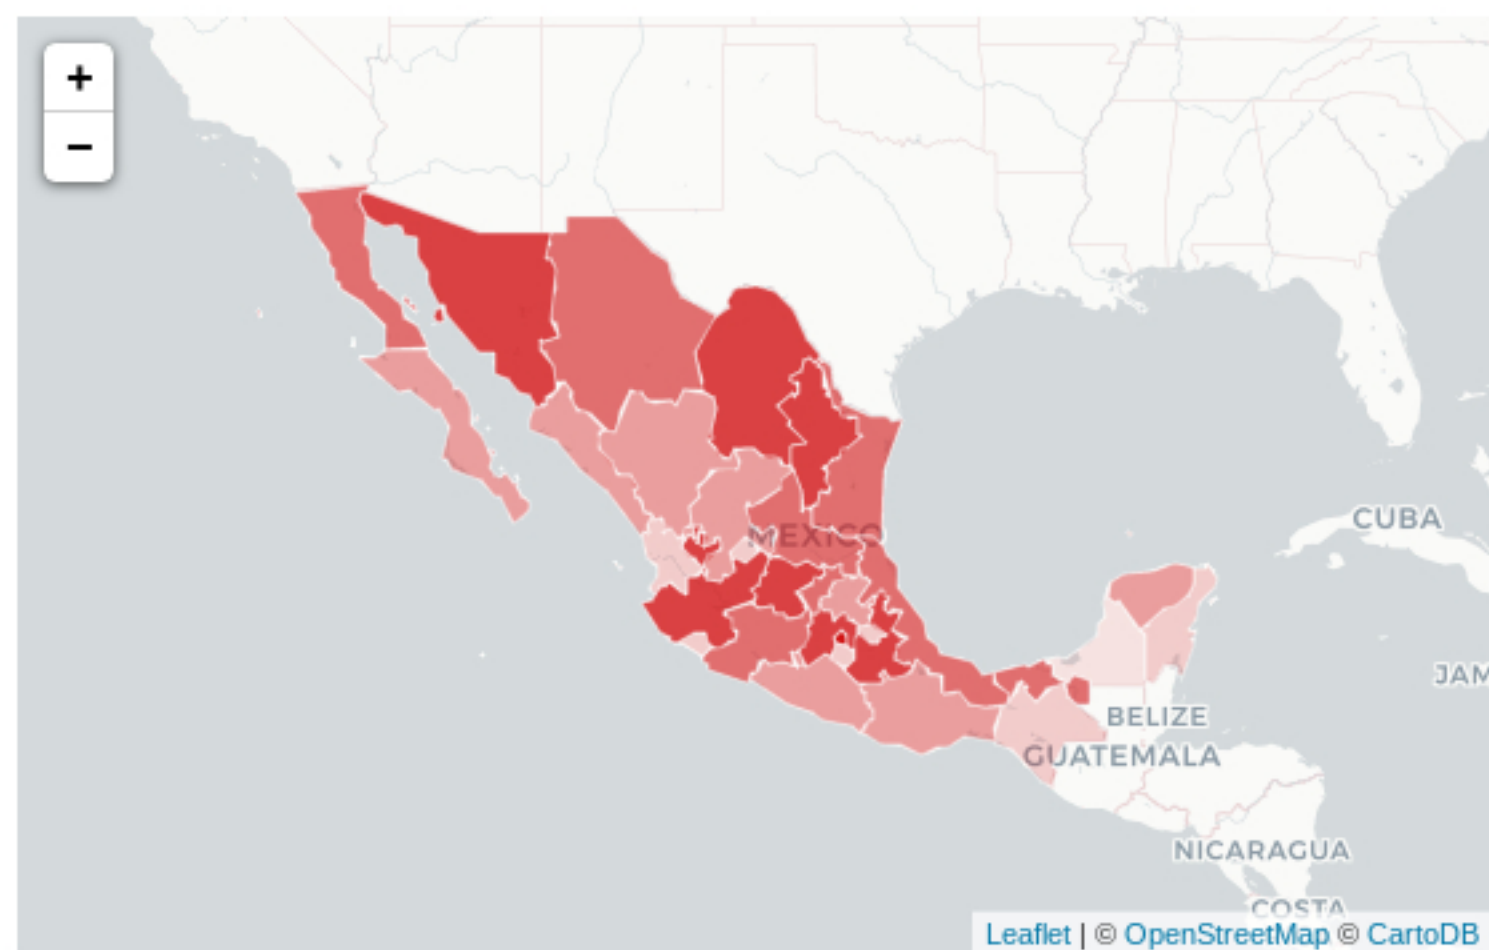 +
−
MEXICO
CUBA
JAM
BELIZE
GUATEMALA
NICARAGUA
COSTA
Leaflet | © OpenStreetMap © CartoDB